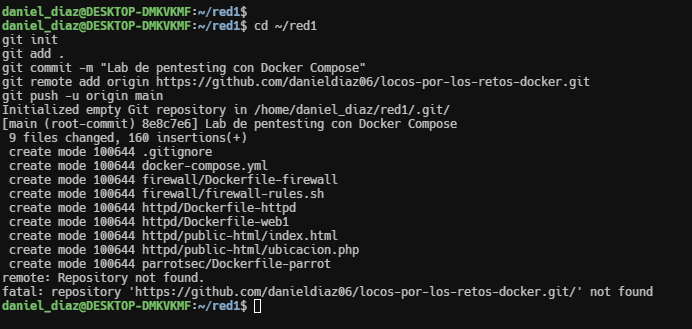 daniel_diaz@DESKTOP-DMKVKMF:~/red1$
daniel_diaz@DESKTOP-DMKVKMF:~/red1$ cd ~/red1
git init
git add .
git commit -m "Lab de pentesting con Docker Compose"
git remote add origin https://github.com/danieldiaz06/locos-por-los-retos-docker.git
git push -u origin main
Initialized empty Git repository in /home/daniel_diaz/red1/.git/
[main (root-commit) 8e8c7e6] Lab de pentesting con Docker Compose
 9 files changed, 160 insertions(+)
 create mode 100644 .gitignore
 create mode 100644 docker-compose.yml
 create mode 100644 firewall/Dockerfile-firewall
 create mode 100644 firewall/firewall-rules.sh
 create mode 100644 httpd/Dockerfile-httpd
 create mode 100644 httpd/Dockerfile-web1
 create mode 100644 httpd/public-html/index.html
 create mode 100644 httpd/public-html/ubicacion.php
 create mode 100644 parrotsec/Dockerfile-parrot
remote: Repository not found.
fatal: repository 'https://github.com/danieldiaz06/locos-por-los-retos-docker.git/' not found
daniel_diaz@DESKTOP-DMKVKMF:~/red1$